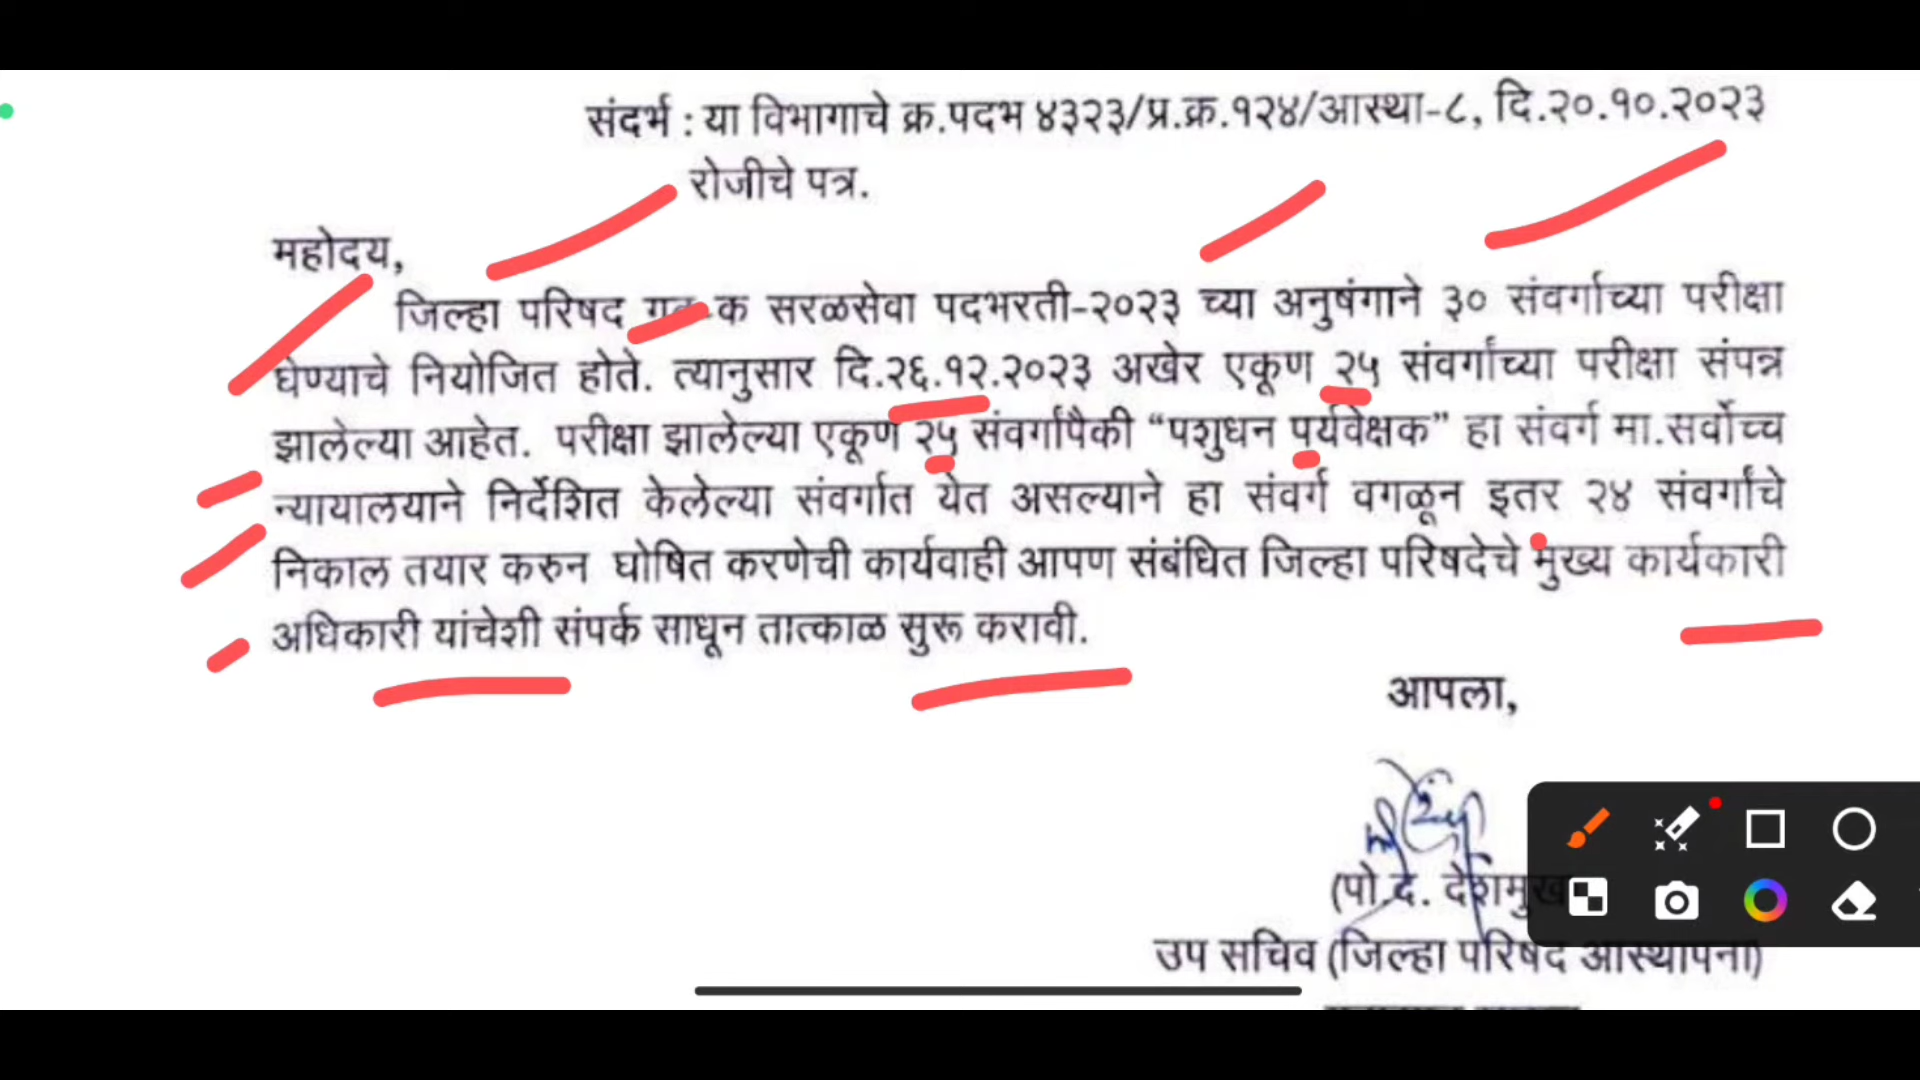 संदर्भ : या विभागाचे क्र.पदभ ४३२३/प्र.क्र.१२४/आस्था-८, दि.२०.१०.२०२३
रोजीचे पत्र.
महोदय,
जिल्हा परिषद गट क सरळसेवा पदभरती-२०२३ च्या अनुषंगाने ३० संवर्गाच्या परीक्षा
घेण्याचे नियोजित होते. त्यानुसार दि.२६.१२.२०२३ अखेर एकूण २५ संवर्गांच्या परीक्षा संपन्न
झालेल्या आहेत. परीक्षा झालेल्या एकूण २५ संवर्गांपैकी “पशुधन पर्यवेक्षक” हा संवर्ग मा.सर्वोच्च
न्यायालयाने निर्देशित केलेल्या संवर्गात येत असल्याने हा संवर्ग वगळून इतर २४ संवर्गांचे
निकाल तयार करुन घोषित करणेची कार्यवाही आपण संबंधित जिल्हा परिषदेचे मुख्य कार्यकारी
अधिकारी यांचेशी संपर्क साधून तात्काळ सुरू करावी.
आपला,
(पो.द. देशमुख
उप सचिव (जिल्हा परिषद आस्थापना)